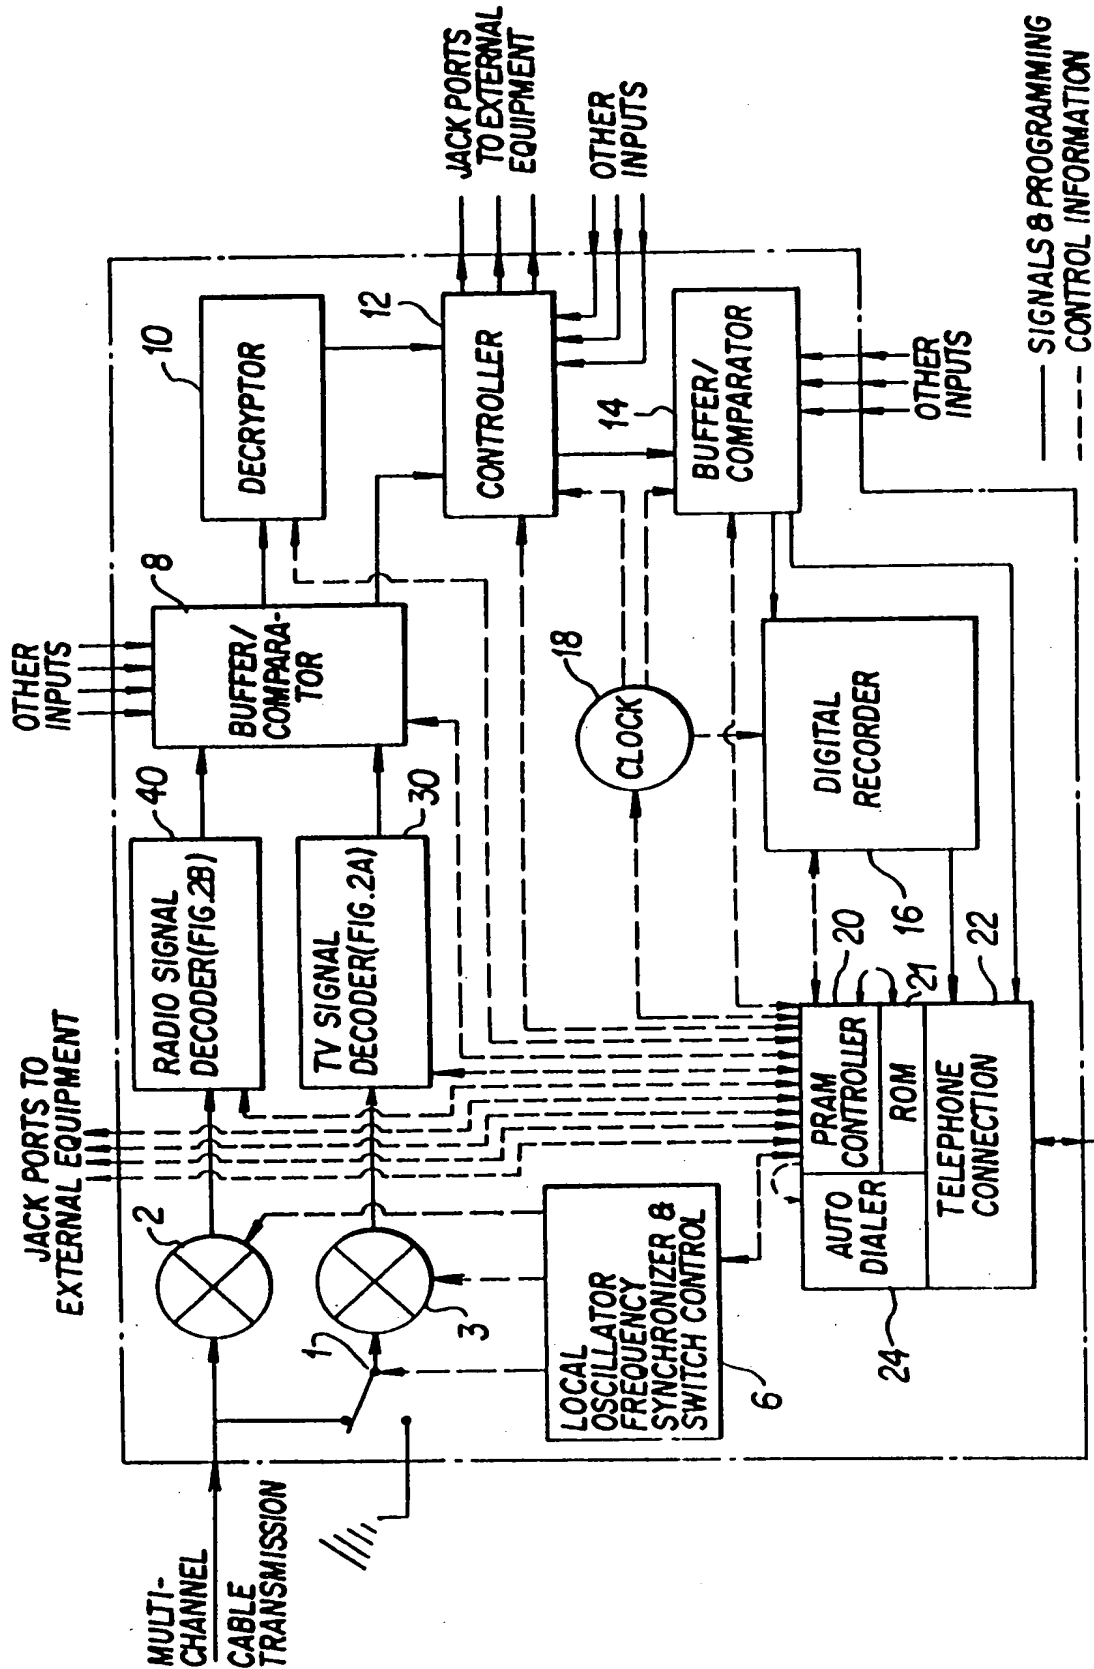 JACK PORTS TO
EXTERNAL EQUIPMENT
OTHER
INPUTS
MULTI-
CHANNEL
CABLE
TRANSMISSION
2
RADIO SIGNAL
DECODER(FIG.2B)
40
8
BUFFER/
COMPARA-
TOR
10
DECRYPTOR
1
3
TV SIGNAL
DECODER(FIG.2A)
30
12
CONTROLLER
JACK PORTS
TO EXTERNAL
EQUIPMENT
OTHER
INPUTS
LOCAL
OSCILLATOR
FREQUENCY
SYNCHRONIZER &
SWITCH CONTROL
6
18
CLOCK
14
BUFFER/
COMPARATOR
OTHER
INPUTS
DIGITAL
RECORDER
16
AUTO
DIALER
24
PRAM
CONTROLLER
20
ROM
21
TELEPHONE
CONNECTION
22
SIGNALS & PROGRAMMING
CONTROL INFORMATION